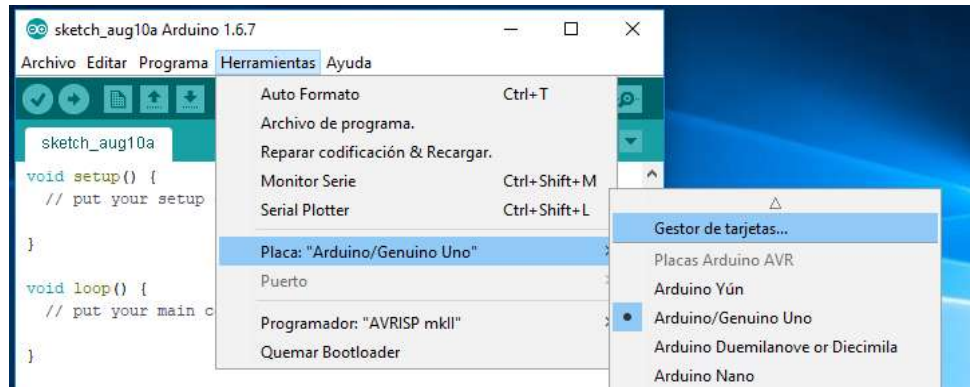 sketch_aug10a Arduino 1.6.7
Archivo Editar Programa Herramientas Ayuda
Auto Formato Ctrl+T
Archivo de programa.
Reparar codificación & Recargar.
Monitor Serie Ctrl+Shift+M
Serial Plotter Ctrl+Shift+L
Placa: "Arduino/Genuino Uno"
Puerto
Programador: "AVRISP mkII"
Quemar Bootloader
sketch_aug10a
void setup() {
// put your setup
}
void loop() {
// put your main c
}
Gestor de tarjetas...
Placas Arduino AVR
Arduino Yún
Arduino/Genuino Uno
Arduino Duemilanove or Diecimila
Arduino Nano